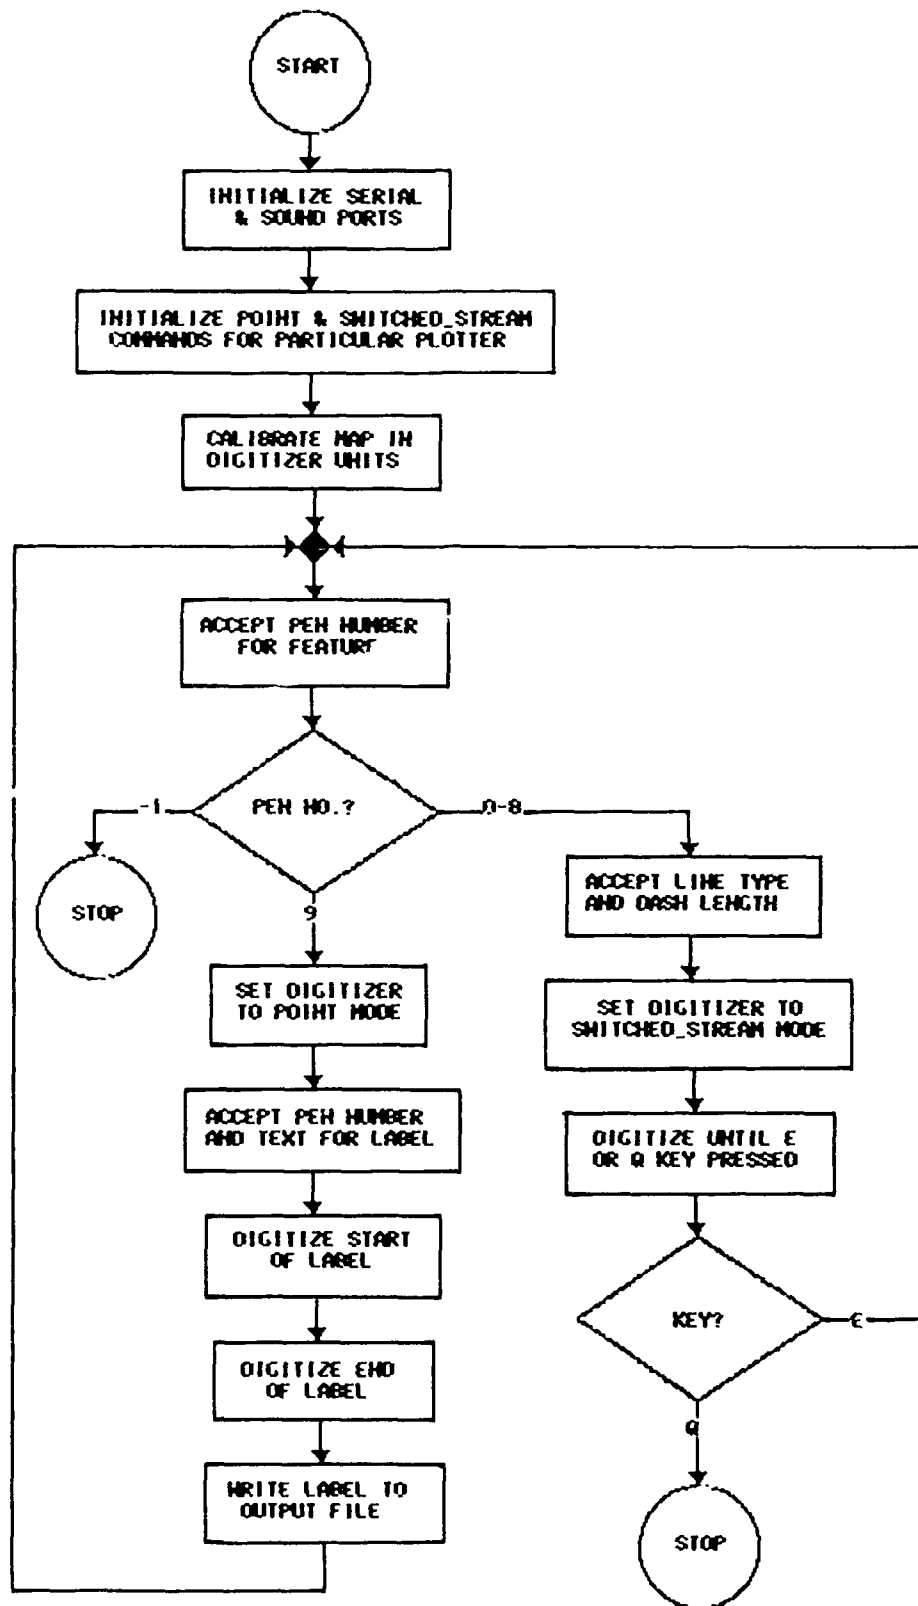 START
INITIALIZE SERIAL
& SOUND PORTS
INITIALIZE POINT & SWITCHED_STREAM
COMMANDS FOR PARTICULAR PLOTTER
CALIBRATE MAP IN
DIGITIZER UNITS
ACCEPT PEN NUMBER
FOR FEATURE
PEN NO.?
-1
0-8
9
STOP
ACCEPT LINE TYPE
AND DASH LENGTH
SET DIGITIZER
TO POINT MODE
SET DIGITIZER TO
SWITCHED_STREAM MODE
ACCEPT PEN NUMBER
AND TEXT FOR LABEL
DIGITIZE UNTIL E
OR Q KEY PRESSED
DIGITIZE START
OF LABEL
KEY?
E
DIGITIZE END
OF LABEL
Q
WRITE LABEL TO
OUTPUT FILE
STOP